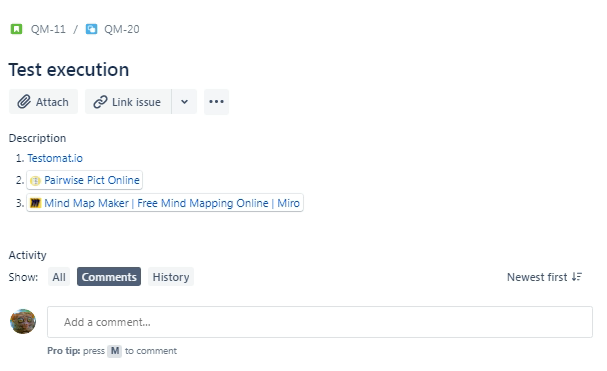 QM-11 / QM-20
Test execution
Attach Link issue
Description
1. Testomat.io
2. Pairwise Pict Online
3. Mind Map Maker | Free Mind Mapping Online | Miro
Activity
Show: All Comments History Newest first
Add a comment...
Pro tip: press M to comment